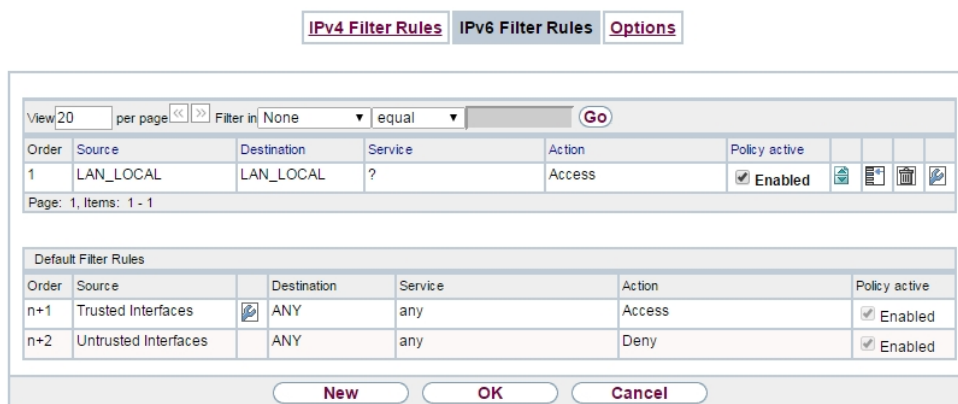 IPv4 Filter Rules IPv6 Filter Rules Options
View 20 per page << >> Filter in None equal Go
Order Source Destination Service Action Policy active
1 LAN_LOCAL LAN_LOCAL ? Access Enabled
Page: 1, Items: 1 - 1
Default Filter Rules
Order Source Destination Service Action Policy active
n+1 Trusted Interfaces ANY any Access Enabled
n+2 Untrusted Interfaces ANY any Deny Enabled
New OK Cancel